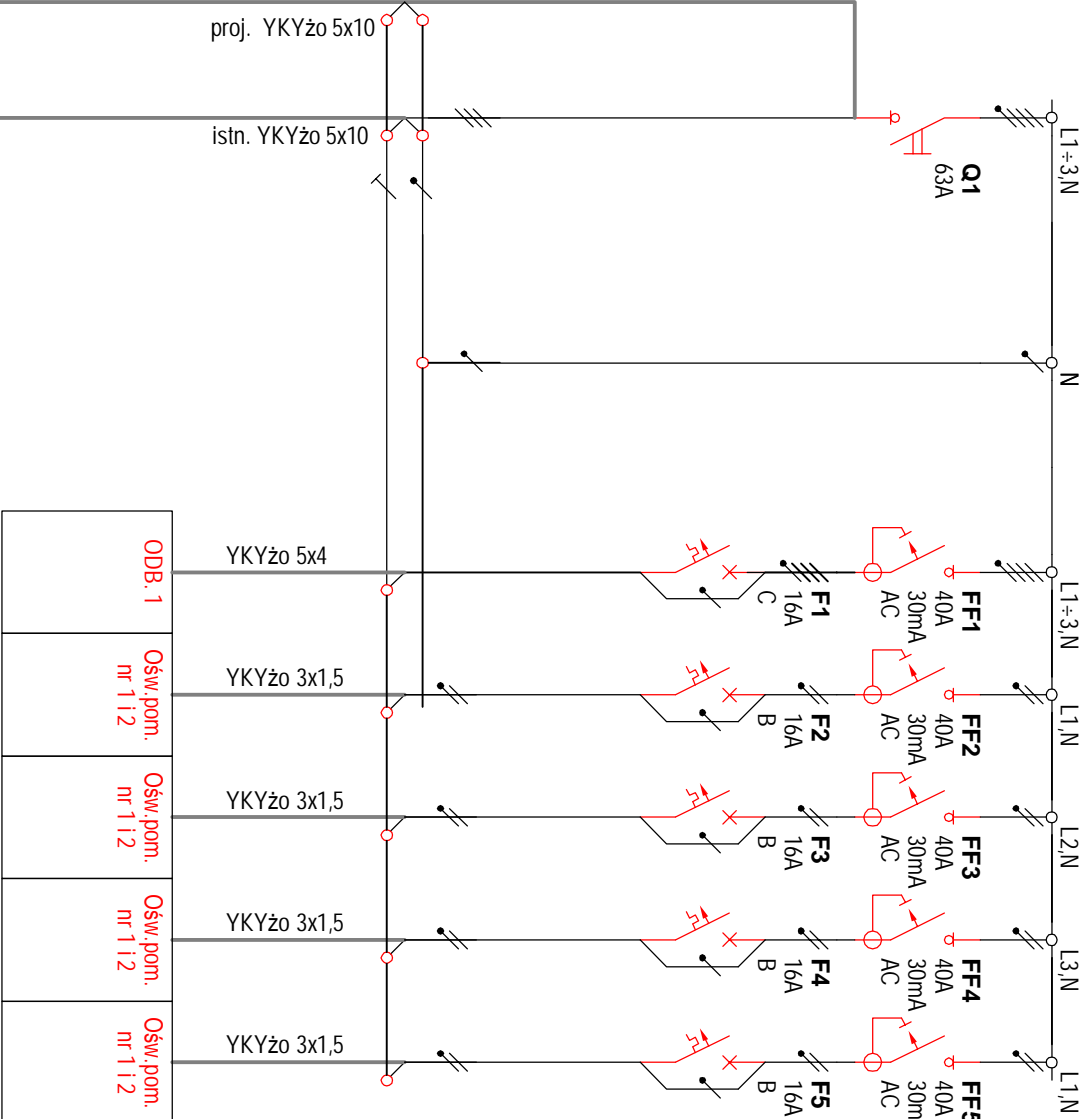 proj. YKYżo 5x10
istn. YKYżo 5x10
Q1
63A
L1÷3,N
N
L1÷3,N
L1,N
L2,N
L3,N
L1,N
FF1
40A
30mA
AC
F1
16A
C
YKYżo 5x4
ODB. 1
FF2
40A
30mA
AC
F2
16A
B
YKYżo 3x1,5
Ośw.pom.
nr 1 i 2
FF3
40A
30mA
AC
F3
16A
B
YKYżo 3x1,5
Ośw.pom.
nr 1 i 2
FF4
40A
30mA
AC
F4
16A
B
YKYżo 3x1,5
Ośw.pom.
nr 1 i 2
FF5
40A
30m
AC
F5
16A
B
YKYżo 3x1,5
Ośw.pom.
nr 1 i 2